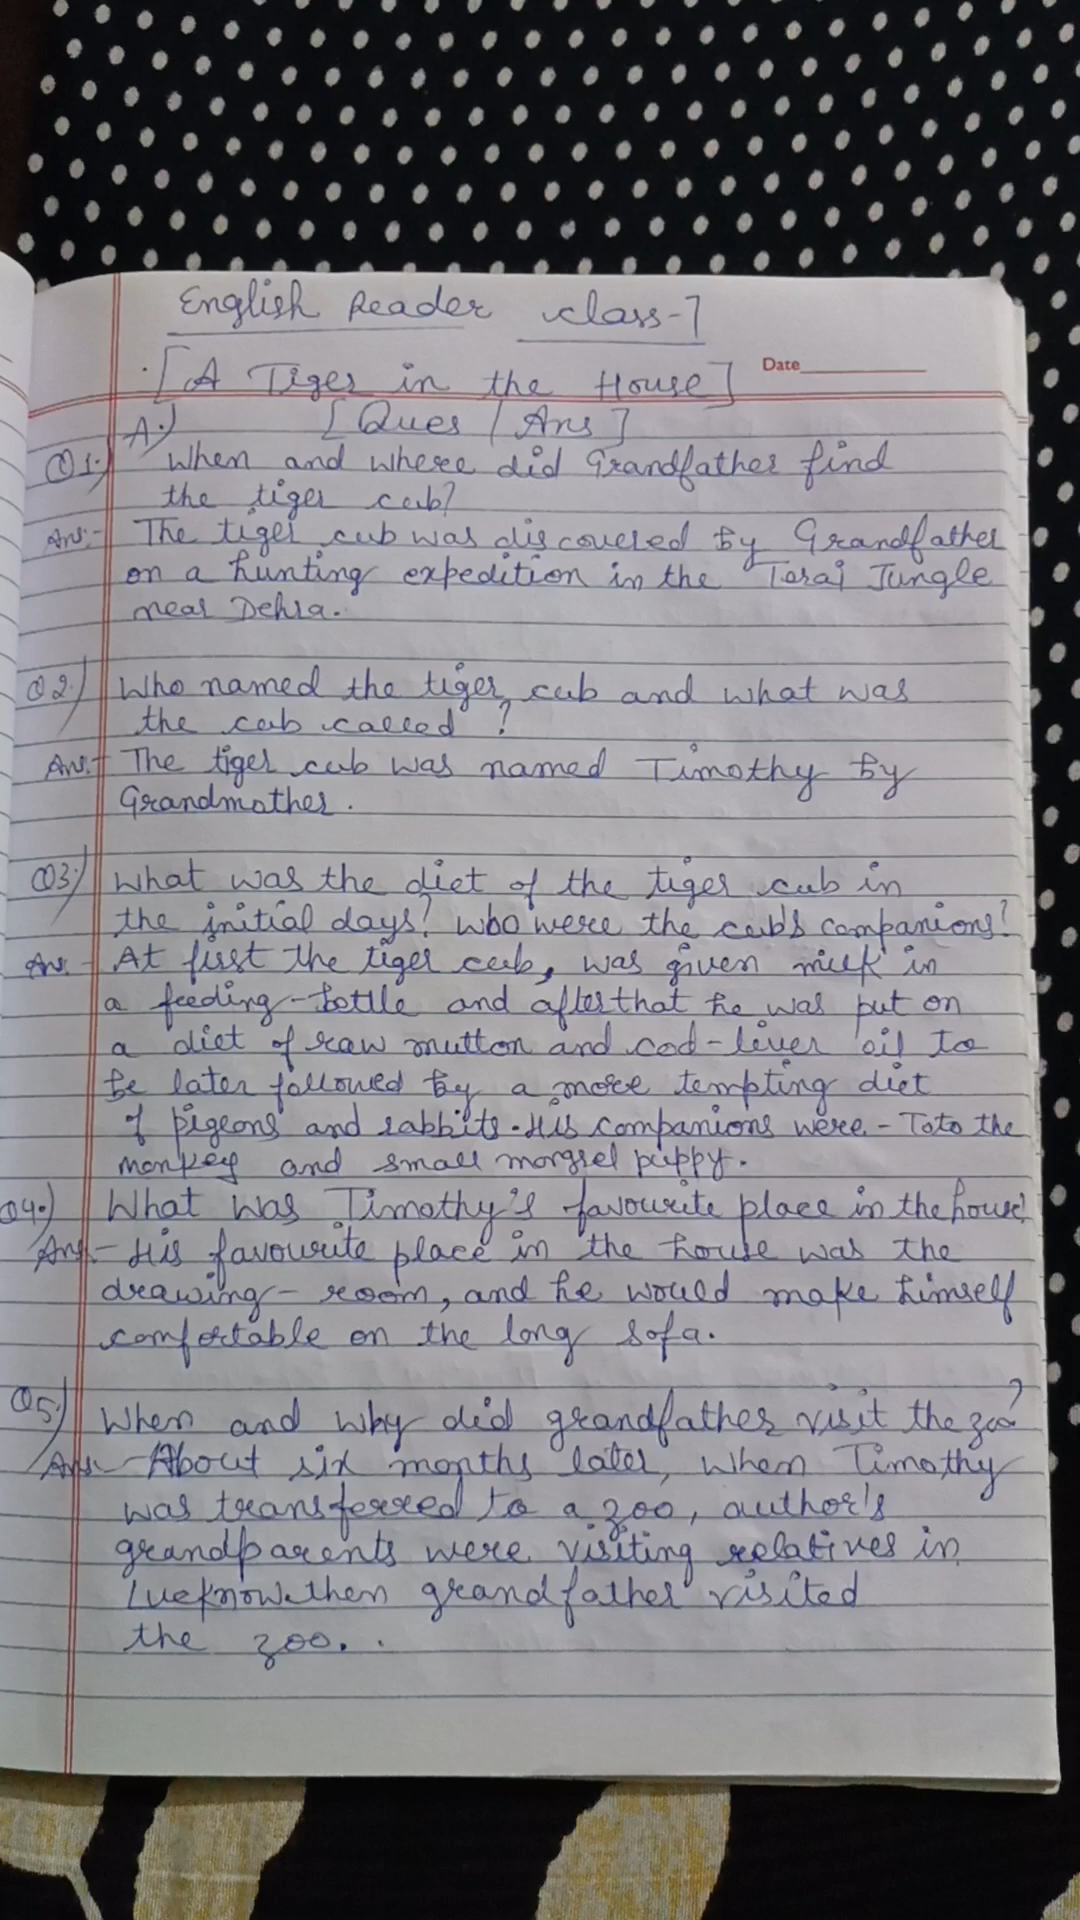 English Reader class-7
Date
[A Tiger in the House]
A.) [Ques / Ans]
Q1.) When and where did Grandfather find
the tiger cub?
Ans:- The tiger cub was discovered by Grandfather
on a hunting expedition in the Terai Jungle
near Dehra.
Q2.) Who named the tiger cub and what was
the cub called?
Ans.- The tiger cub was named Timothy by
Grandmother.
Q3.) What was the diet of the tiger cub in
the initial days? Who were the cub's companions?
Ans.- At first the tiger cub, was given milk in
a feeding-bottle and after that he was put on
a diet of raw mutton and cod-liver oil to
be later followed by a more tempting diet
of pigeons and rabbits. His companions were - Toto the
monkey and small mongrel puppy.
Q4.) What was Timothy's favourite place in the house?
Ans.- His favourite place in the house was the
drawing-room, and he would make himself
comfortable on the long sofa.
Q5.) When and why did grandfather visit the zoo?
Ans.- About six months later, when Timothy
was transferred to a zoo, author's
grandparents were visiting relatives in
Lucknow. then grandfather visited
the zoo..